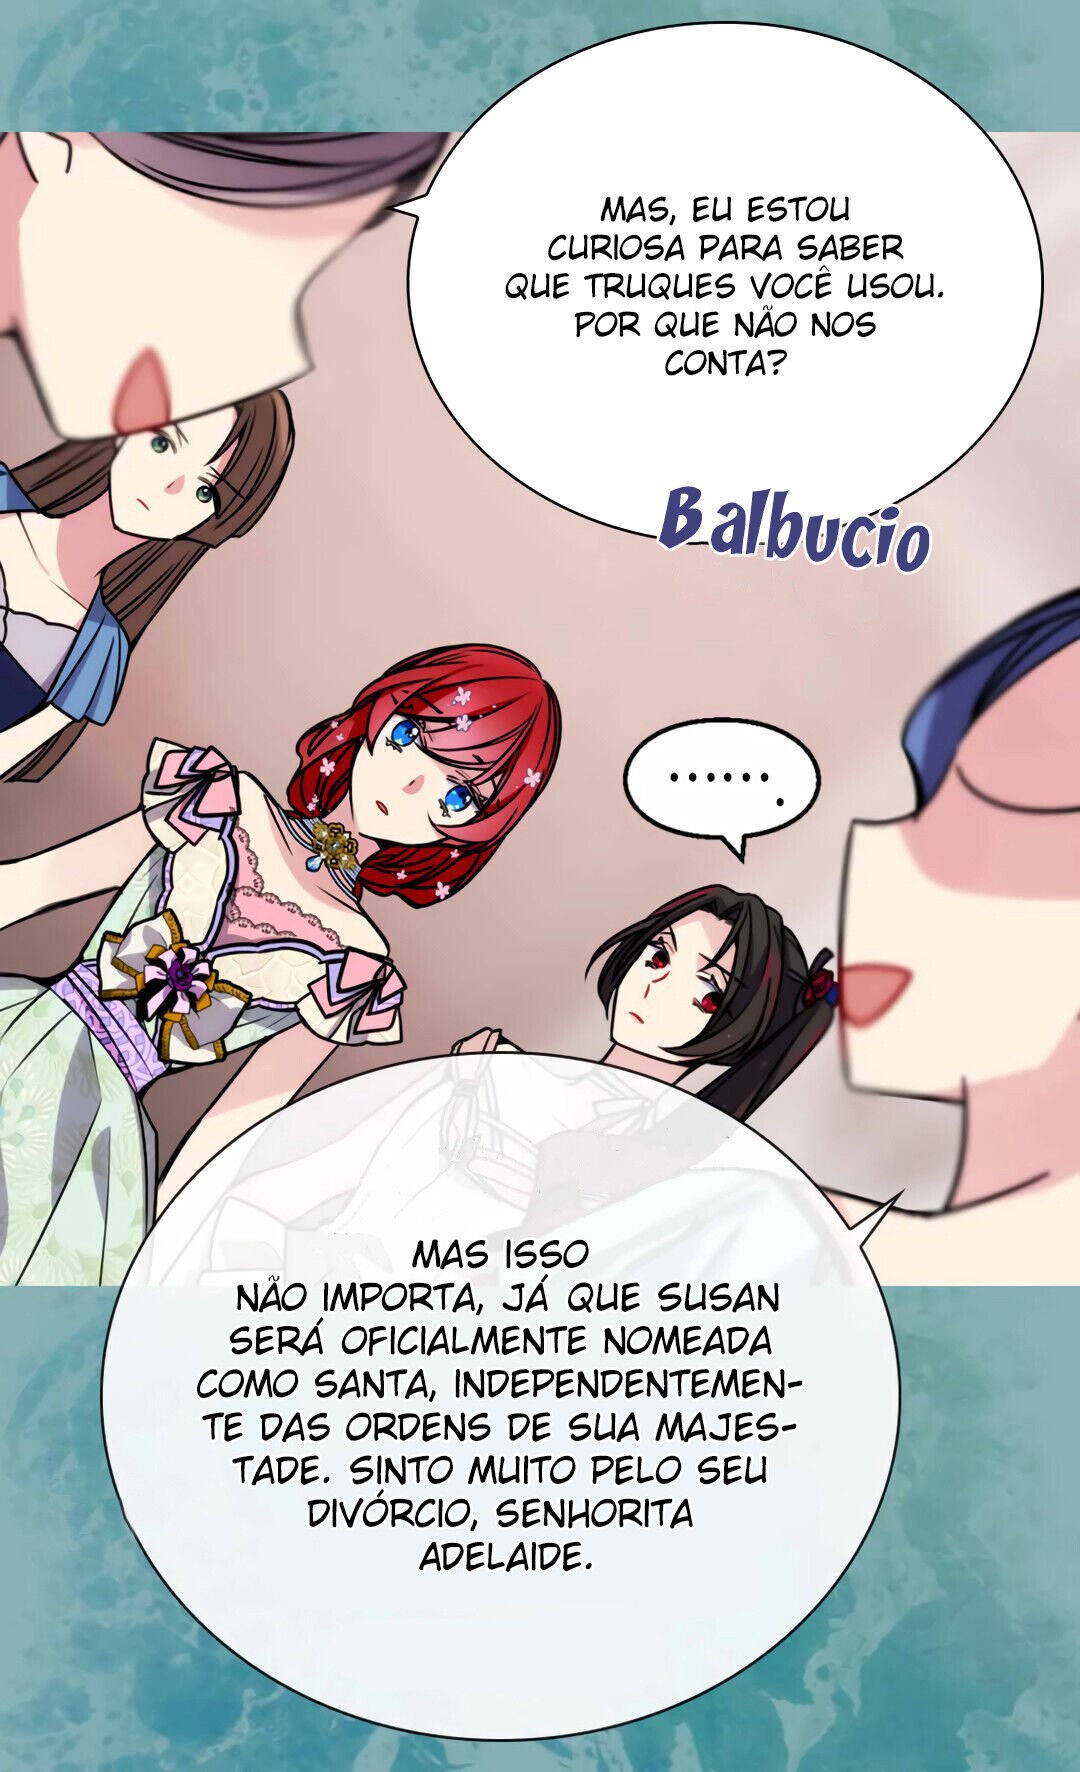 MAS, EU ESTOU
CURIOSA PARA SABER
QUE TRUQUES VOCÊ USOU.
POR QUE NÃO NOS
CONTA?
Balbucio
.......
MAS ISSO
NÃO IMPORTA, JÁ QUE SUSAN
SERÁ OFICIALMENTE NOMEADA
COMO SANTA, INDEPENDENTEMEN-
TE DAS ORDENS DE SUA MAJES-
TADE. SINTO MUITO PELO SEU
DIVÓRCIO, SENHORITA
ADELAIDE.